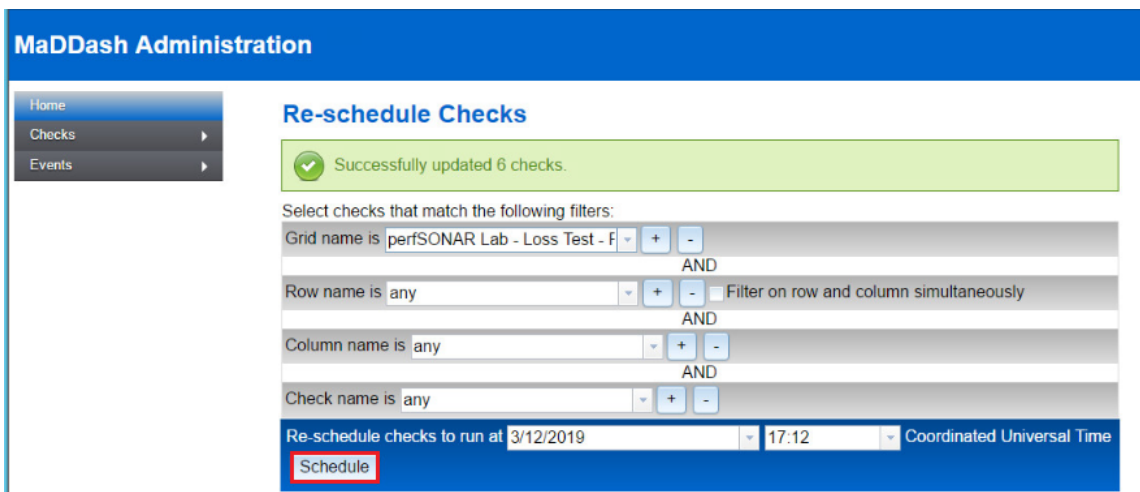 MaDDash Administration
Home
Checks
Events
Re-schedule Checks
Successfully updated 6 checks.
Select checks that match the following filters:
Grid name is perfSONAR Lab - Loss Test - + -
AND
Row name is any + - Filter on row and column simultaneously
AND
Column name is any + -
AND
Check name is any + -
Re-schedule checks to run at 3/12/2019 17:12 Coordinated Universal Time
Schedule